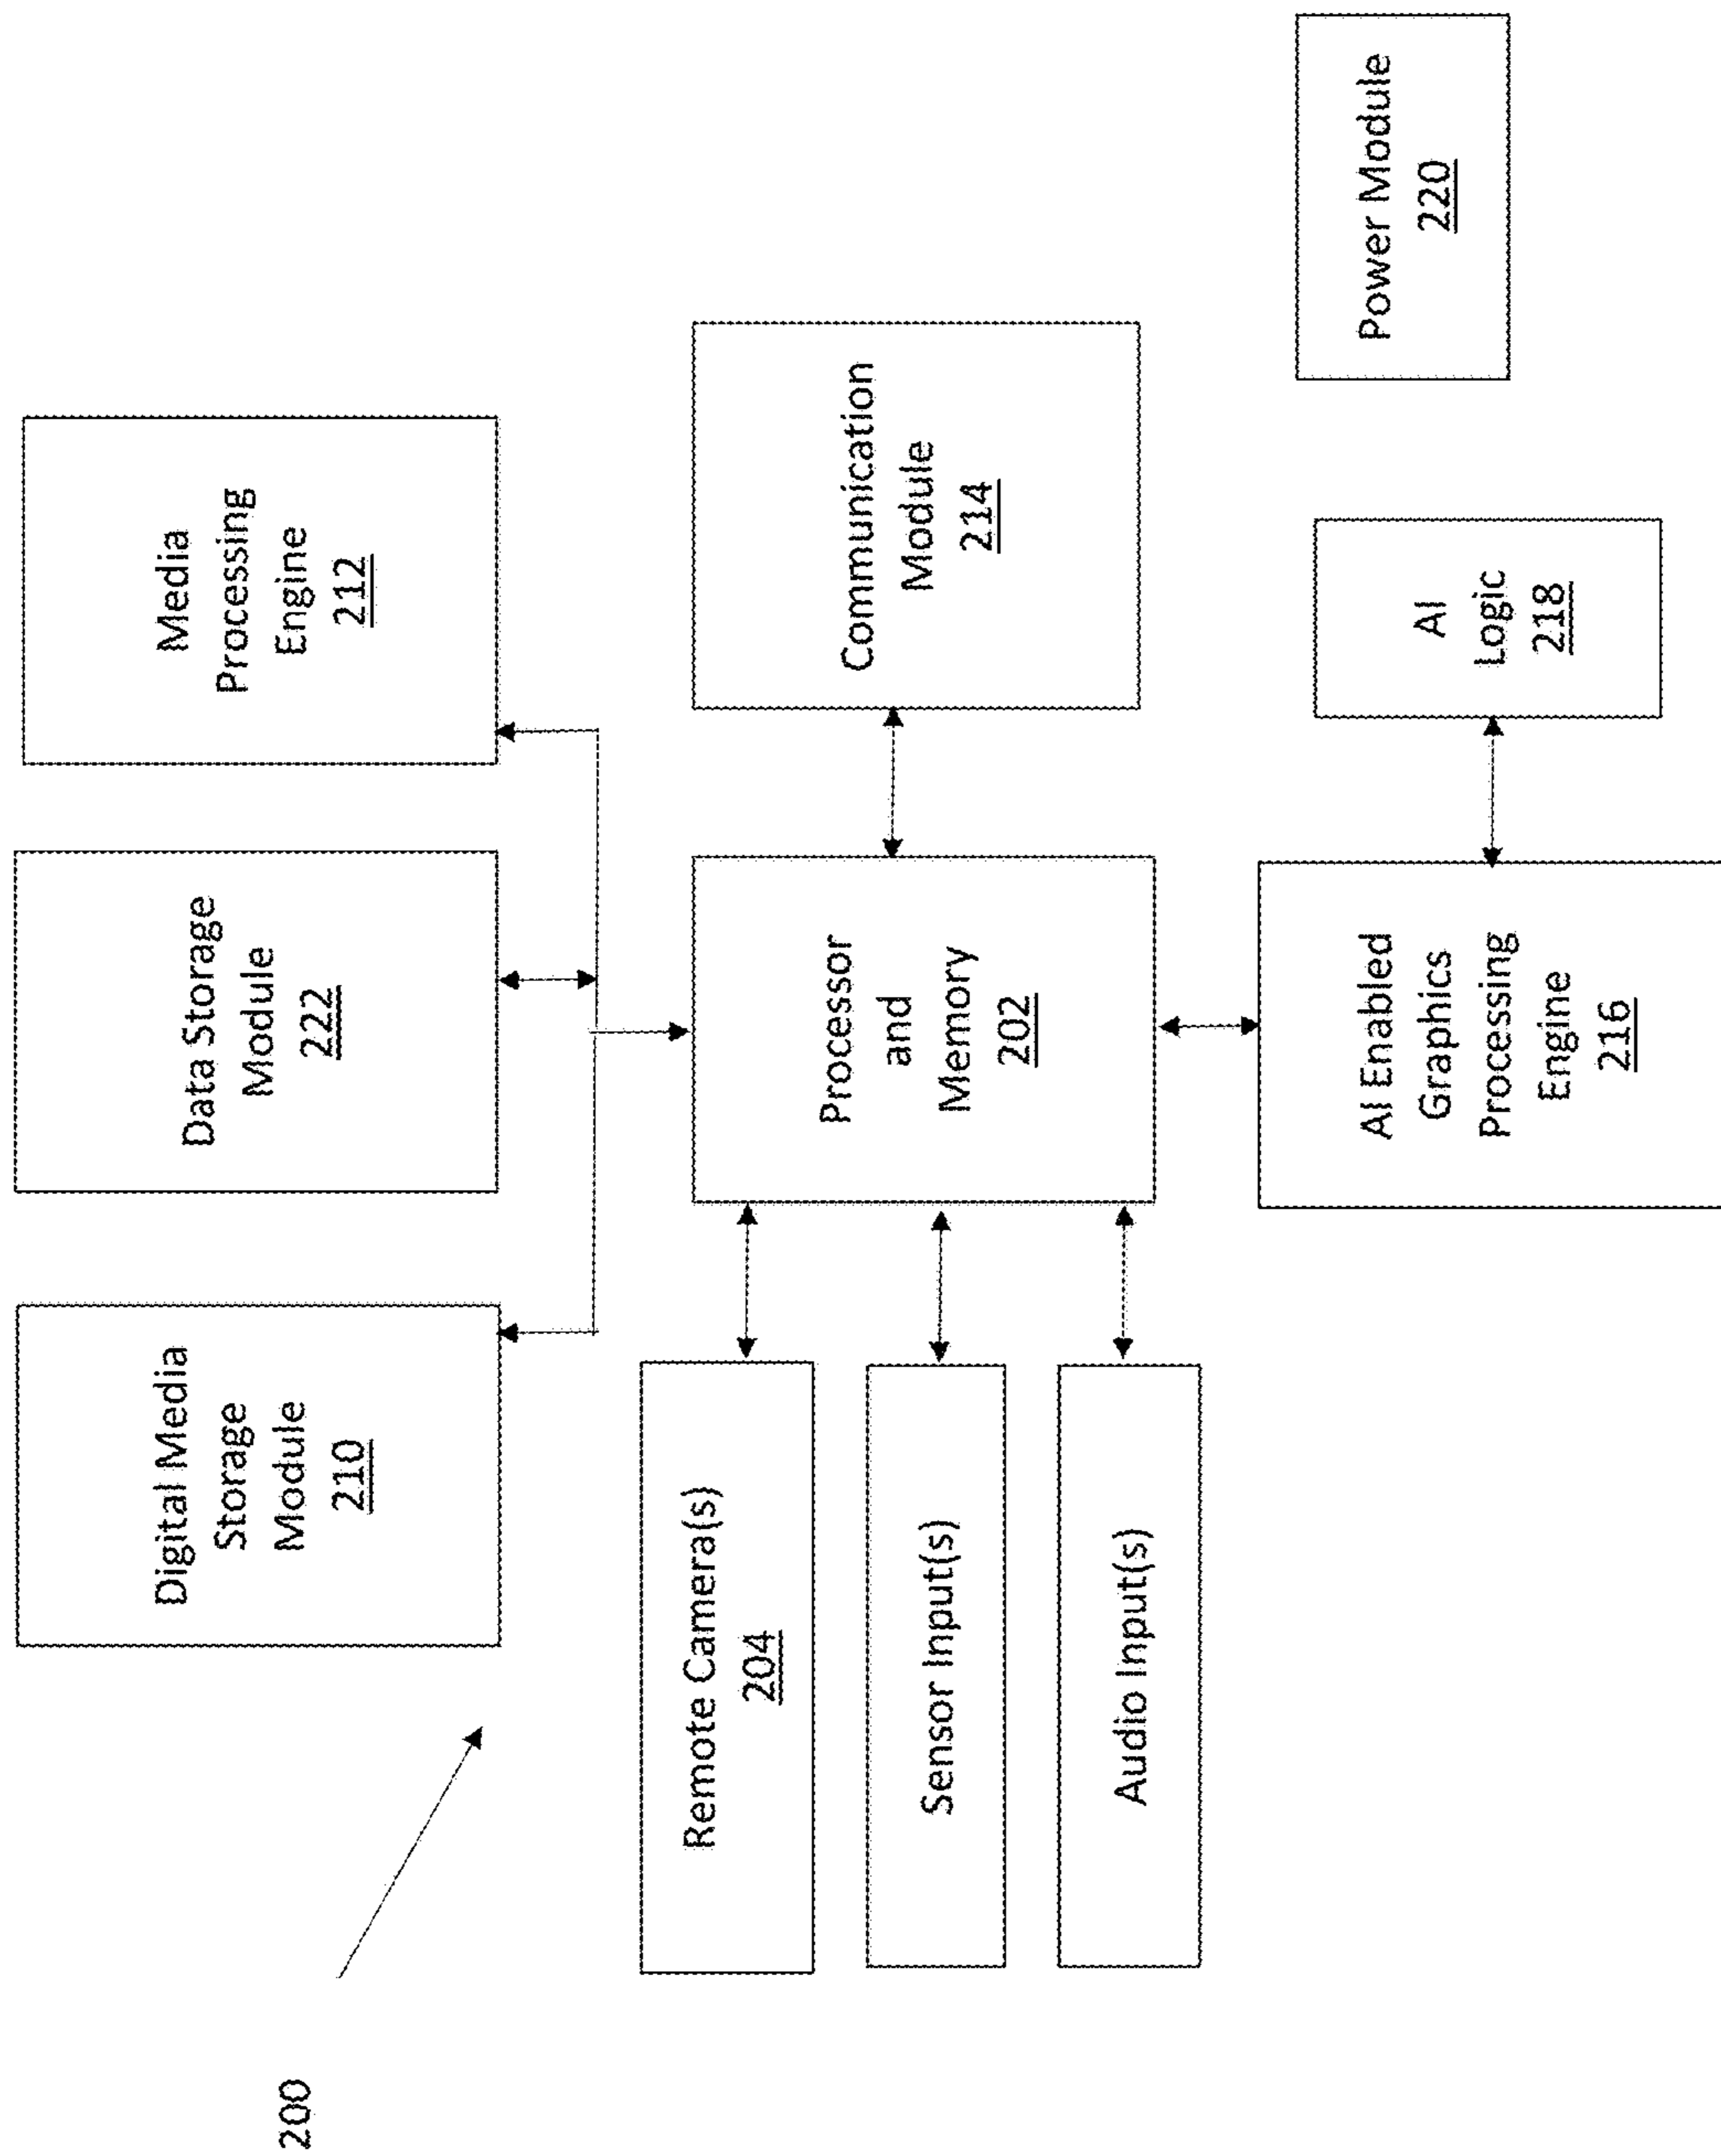 200
Digital Media
Storage
Module
210
Data Storage
Module
222
Media
Processing
Engine
212
Remote Camera(s)
204
Sensor Input(s)
Audio Input(s)
Processor
and
Memory
202
Communication
Module
214
AI Enabled
Graphics
Processing
Engine
216
AI
Logic
218
Power Module
220